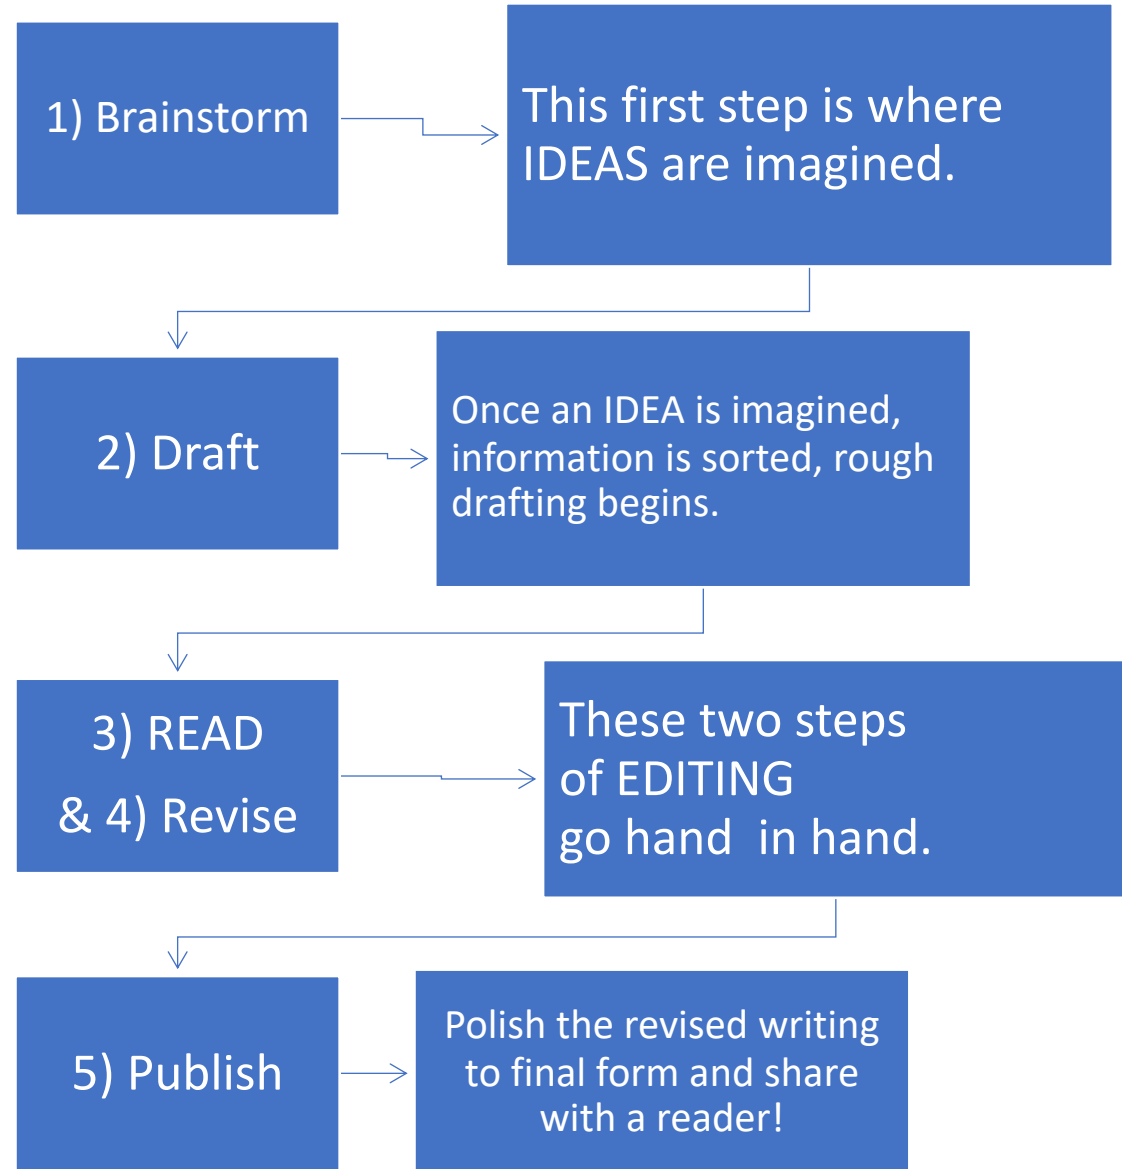 1) Brainstorm
This first step is where
IDEAS are imagined.
2) Draft
Once an IDEA is imagined,
information is sorted, rough
drafting begins.
3) READ
& 4) Revise
These two steps
of EDITING
go hand  in hand.
5) Publish
Polish the revised writing
to final form and share
with a reader!